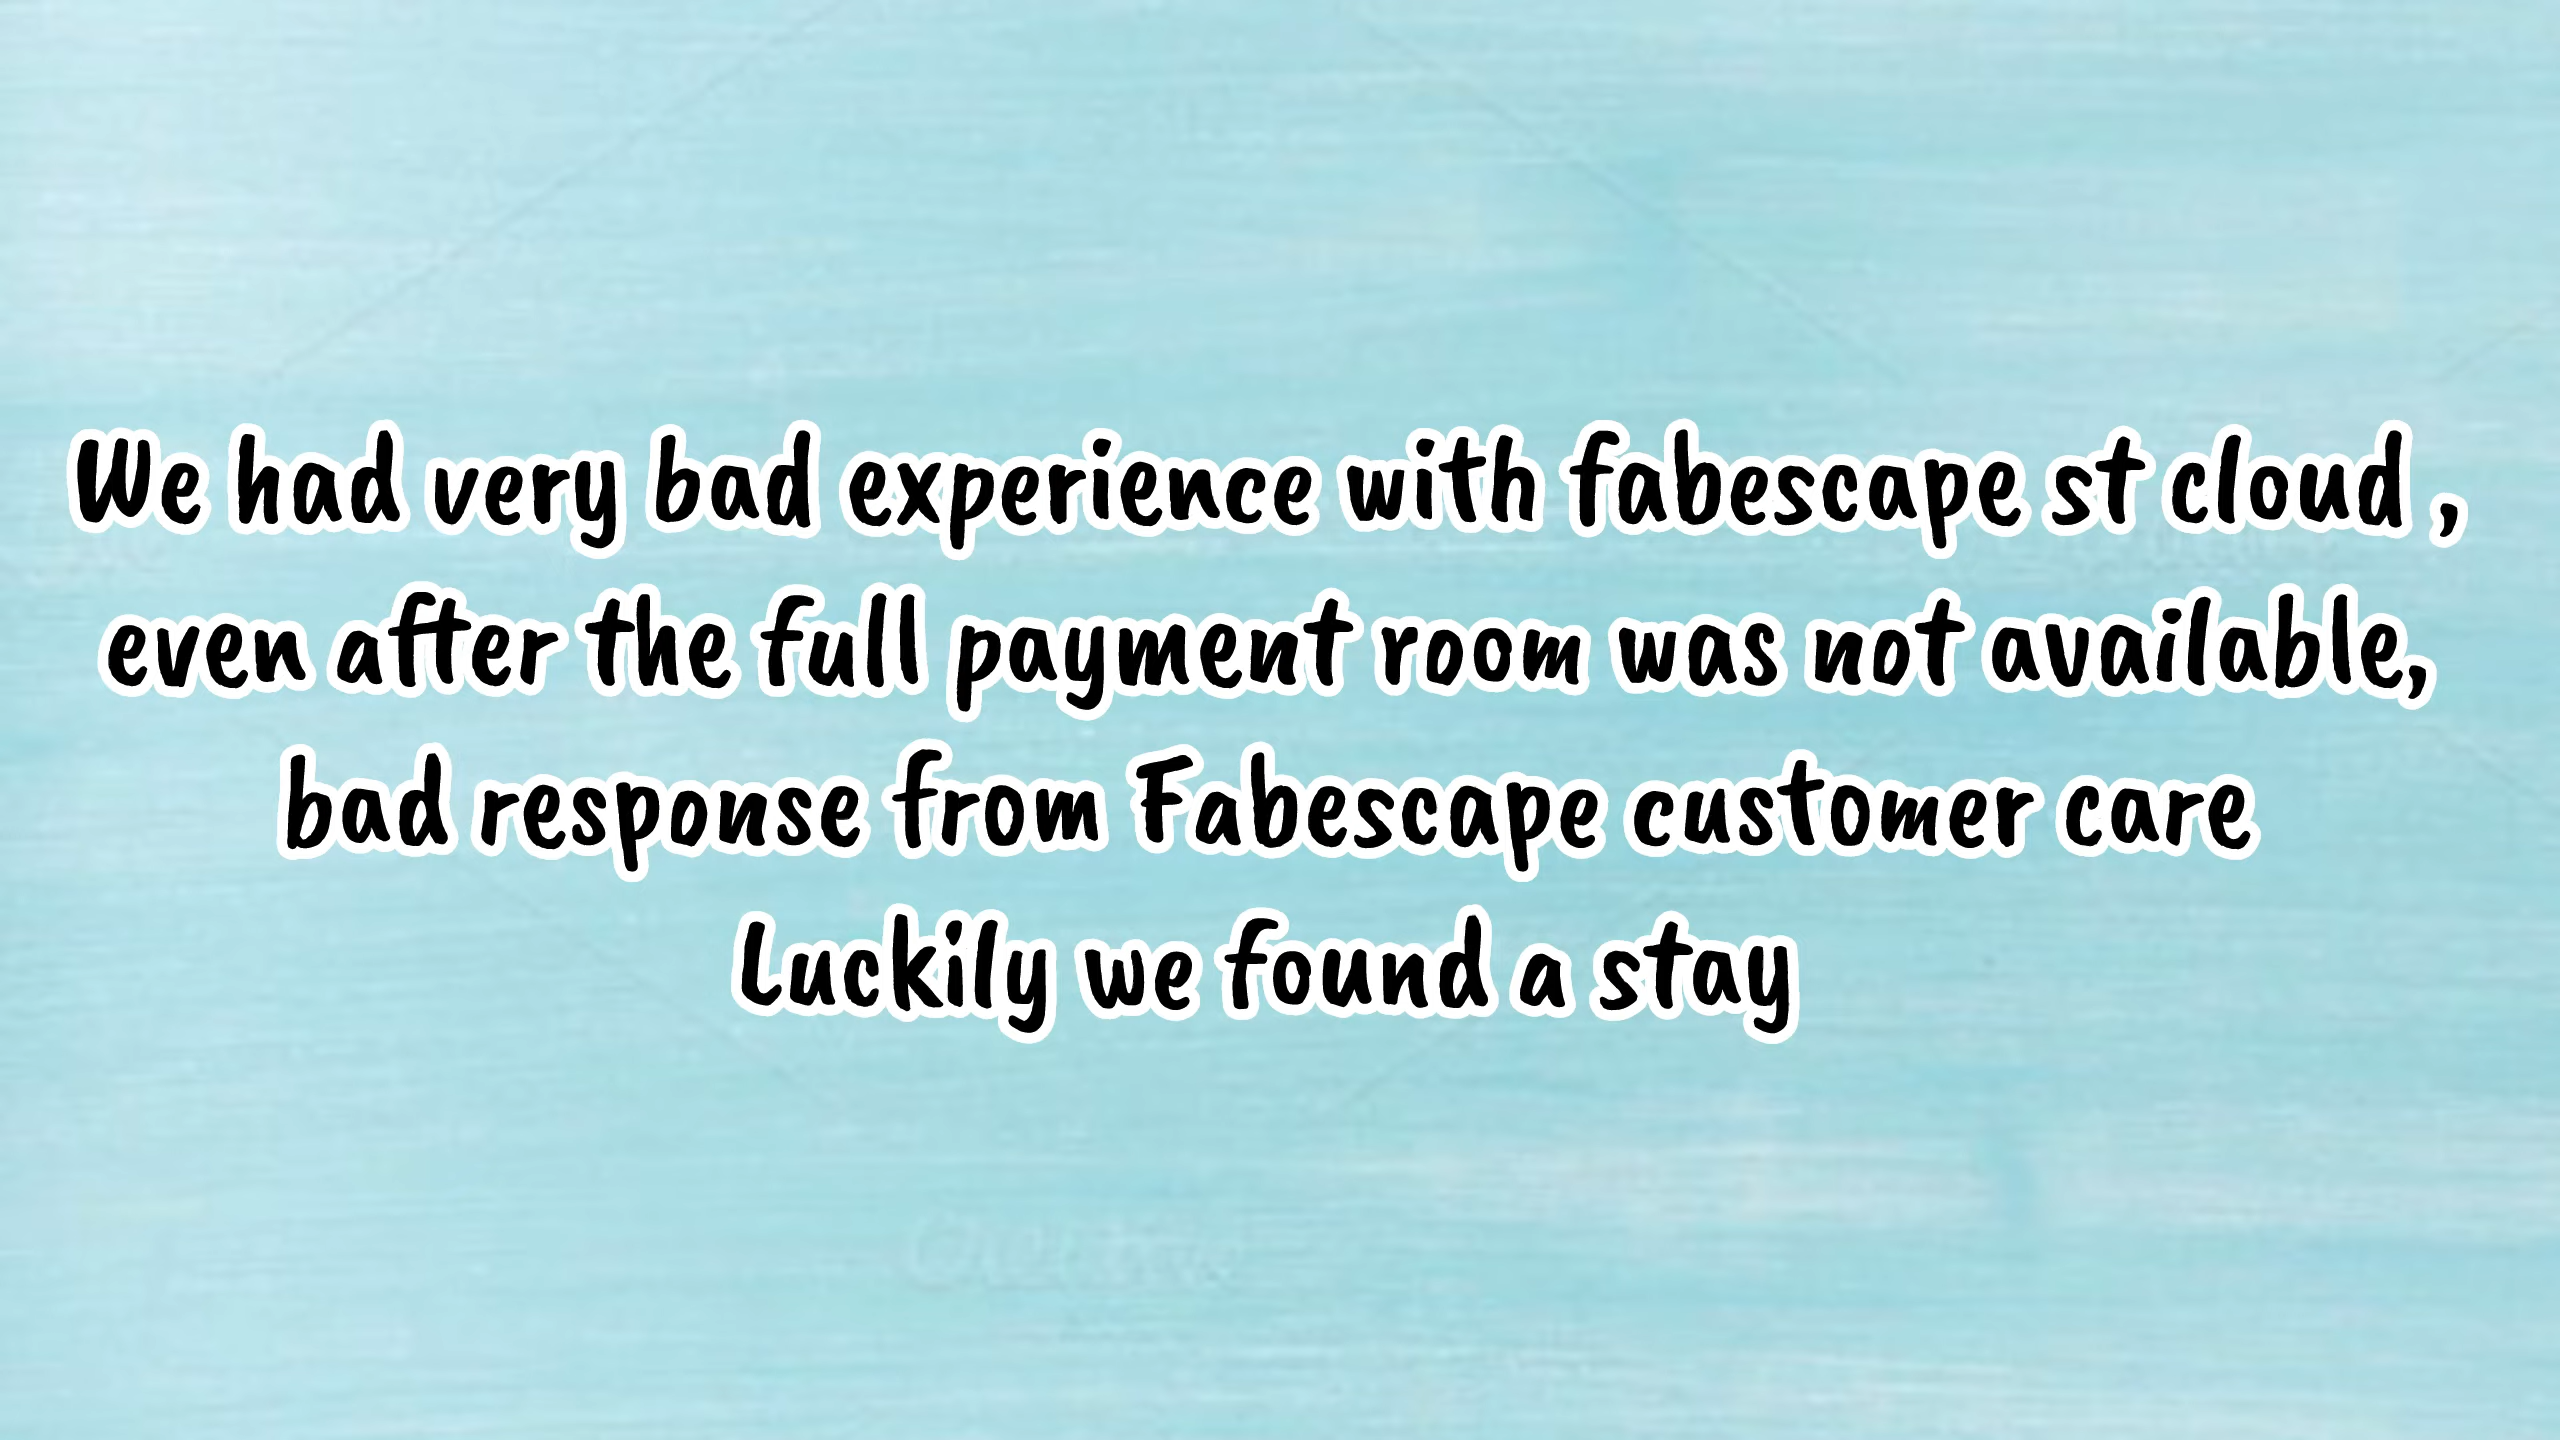 We had very bad experience with fabescape st cloud ,
even after the full payment room was not available,
bad response from Fabescape customer care
Luckily we found a stay